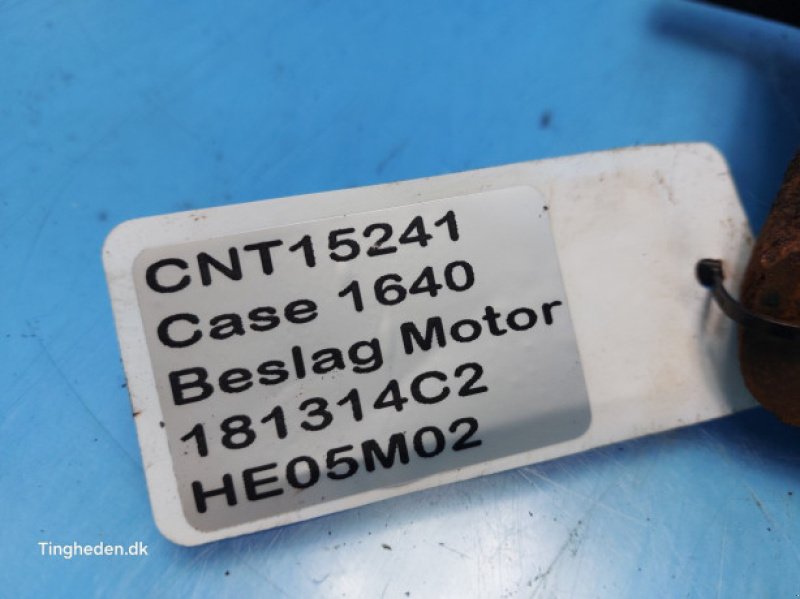 CNT15241
Case 1640
Beslag Motor
181314C2
HE05M02
Tingheden.dk